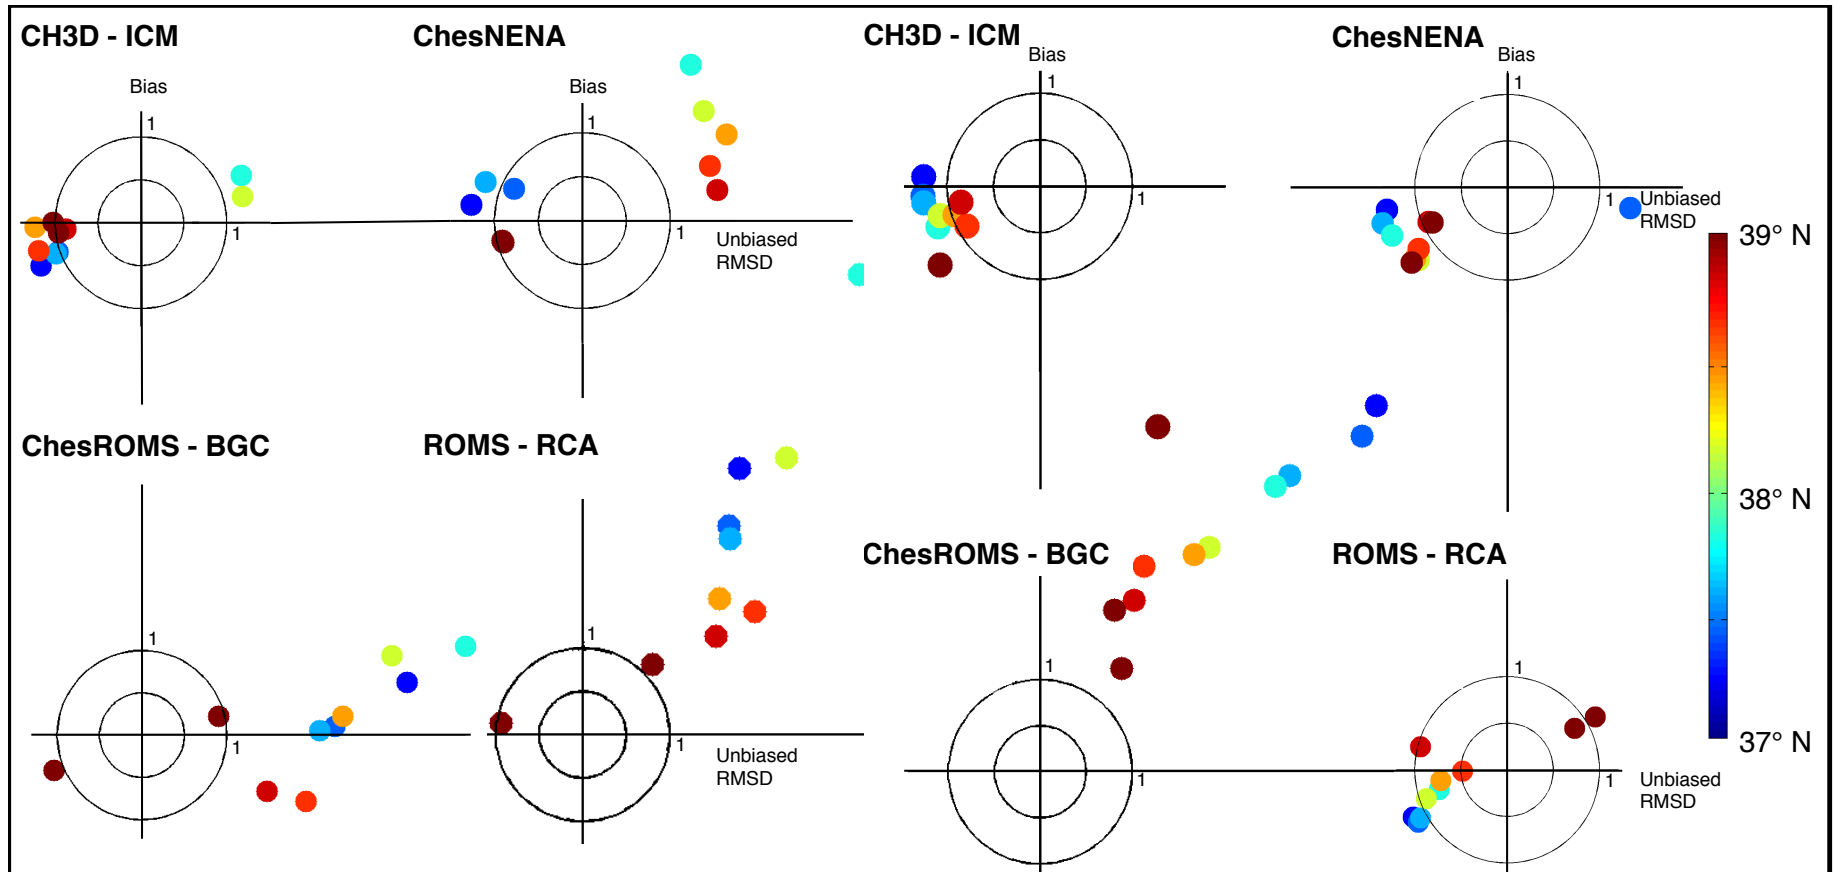 CH3D - ICM
ChesNENA
CH3D - ICM
ChesNENA
Bias
Bias
Bias
Bias
1
1
1
1
1
1
1
1
Unbiased
RMSD
Unbiased
RMSD
39° N
38° N
37° N
ChesROMS - BGC
ROMS - RCA
ChesROMS - BGC
ROMS - RCA
1
1
1
1
1
1
1
1
Unbiased
RMSD
Unbiased
RMSD